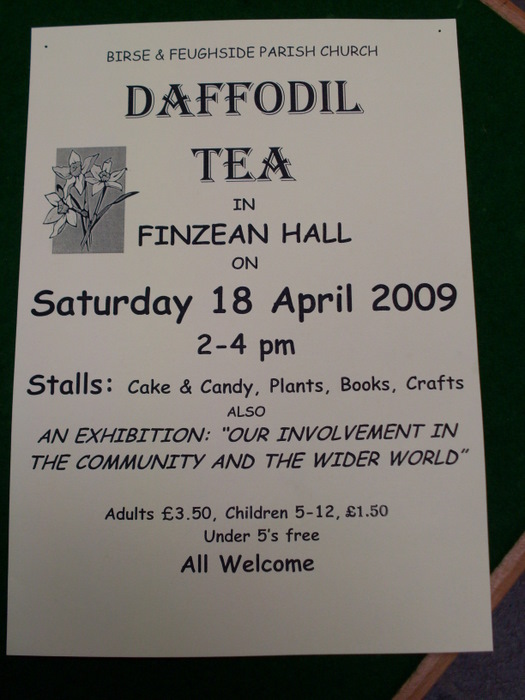 BIRSE & FEUGHSIDE PARISH CHURCH
DAFFODIL
TEA
IN
FINZEAN HALL
ON
Saturday 18 April 2009
2-4 pm
Stalls: Cake & Candy, Plants, Books, Crafts
ALSO
AN EXHIBITION: "OUR INVOLVEMENT IN
THE COMMUNITY AND THE WIDER WORLD"
Adults £3.50, Children 5-12, £1.50
Under 5's free
All Welcome